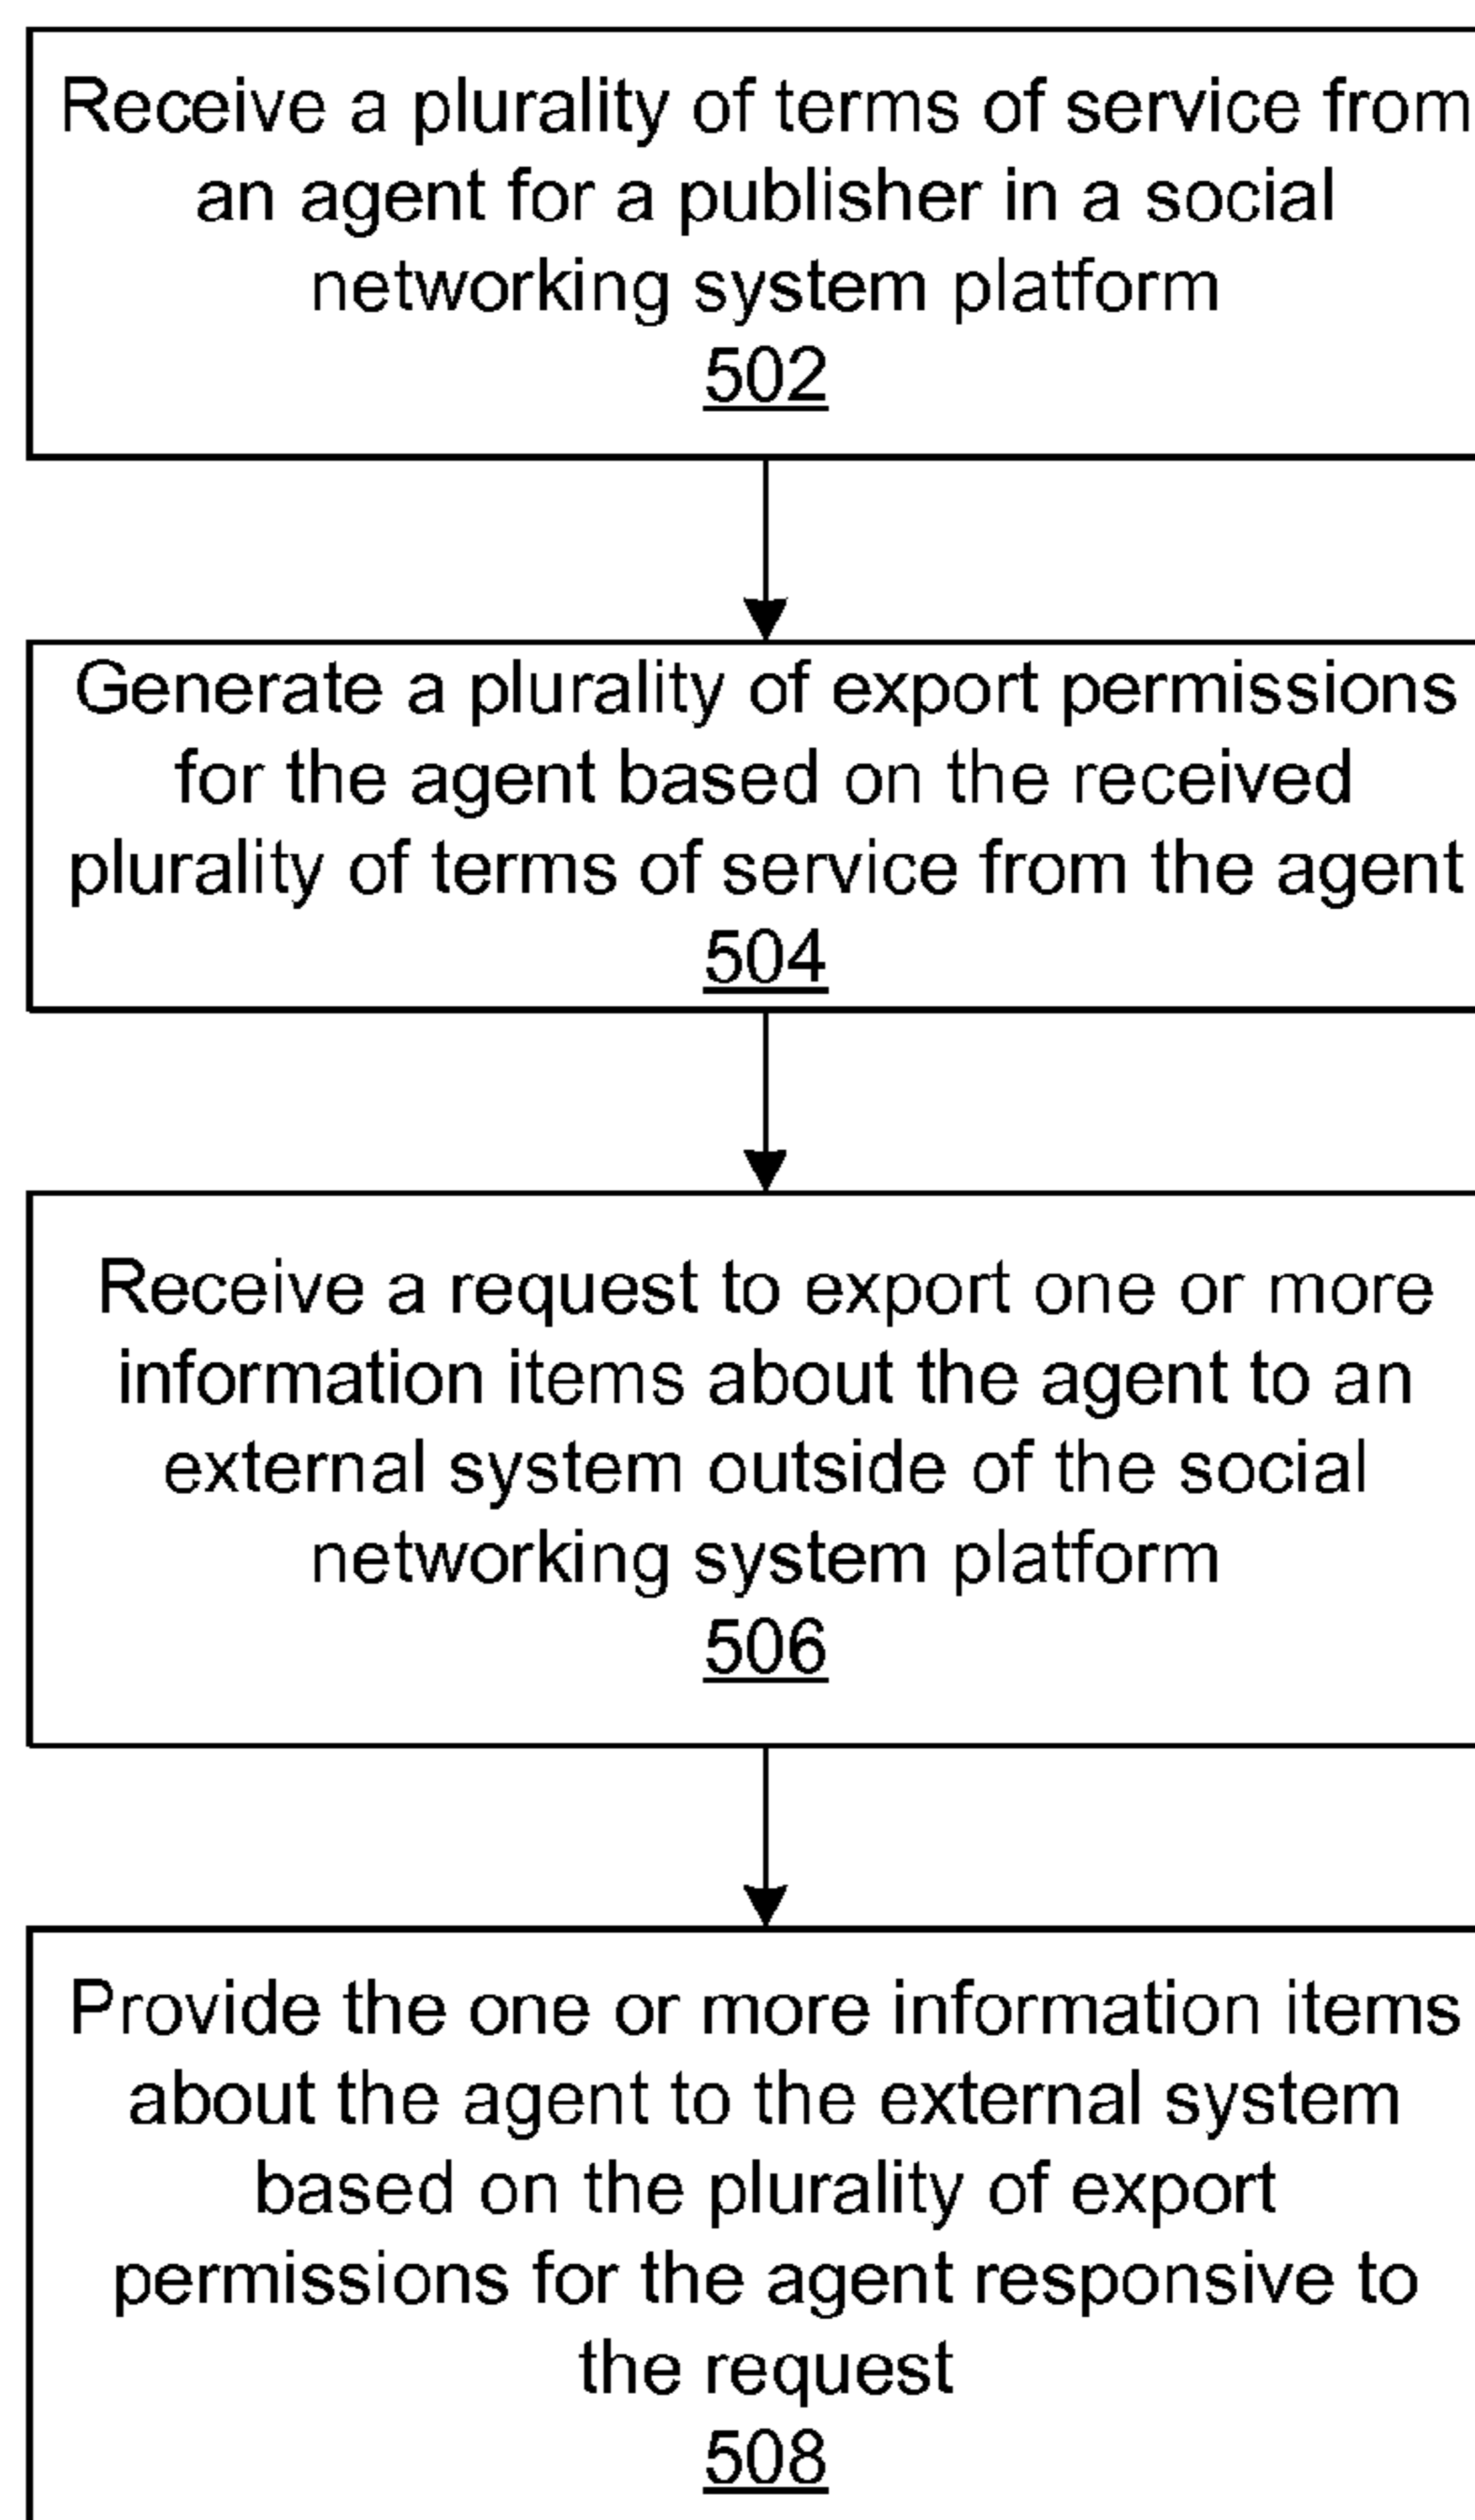 Receive a plurality of terms of service from
an agent for a publisher in a social
networking system platform
502
Generate a plurality of export permissions
for the agent based on the received
plurality of terms of service from the agent
504
Receive a request to export one or more
information items about the agent to an
external system outside of the social
networking system platform
506
Provide the one or more information items
about the agent to the external system
based on the plurality of export
permissions for the agent responsive to
the request
508